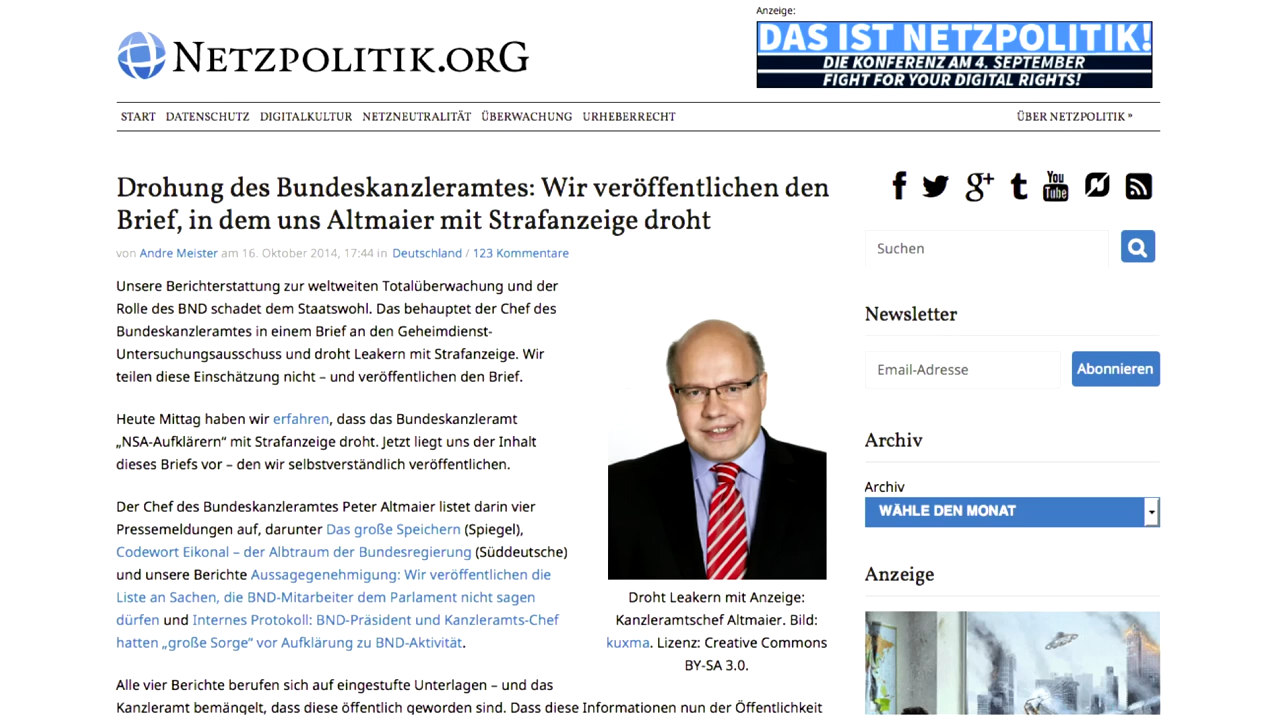 Anzeige:
NETZPOLITIK.ORG
DAS IST NETZPOLITIK!
DIE KONFERENZ AM 4. SEPTEMBER
FIGHT FOR YOUR DIGITAL RIGHTS!
START DATENSCHUTZ DIGITALKULTUR NETZNEUTRALITÄT ÜBERWACHUNG URHEBERRECHT ÜBER NETZPOLITIK »
Drohung des Bundeskanzleramtes: Wir veröffentlichen den
Brief, in dem uns Altmaier mit Strafanzeige droht
von Andre Meister am 16. Oktober 2014, 17:44 in Deutschland / 123 Kommentare
Unsere Berichterstattung zur weltweiten Totalüberwachung und der
Rolle des BND schadet dem Staatswohl. Das behauptet der Chef des
Bundeskanzleramtes in einem Brief an den Geheimdienst-
Untersuchungsausschuss und droht Leakern mit Strafanzeige. Wir
teilen diese Einschätzung nicht – und veröffentlichen den Brief.
Heute Mittag haben wir erfahren, dass das Bundeskanzleramt
„NSA-Aufklärern“ mit Strafanzeige droht. Jetzt liegt uns der Inhalt
dieses Briefs vor – den wir selbstverständlich veröffentlichen.
Der Chef des Bundeskanzleramtes Peter Altmaier listet darin vier
Pressemeldungen auf, darunter Das große Speichern (Spiegel),
Codewort Eikonal – der Albtraum der Bundesregierung (Süddeutsche)
und unsere Berichte Aussagegenehmigung: Wir veröffentlichen die
Liste an Sachen, die BND-Mitarbeiter dem Parlament nicht sagen
dürfen und Internes Protokoll: BND-Präsident und Kanzleramts-Chef
hatten „große Sorge“ vor Aufklärung zu BND-Aktivität.
Droht Leakern mit Anzeige:
Kanzleramtschef Altmaier. Bild:
kuxma. Lizenz: Creative Commons
BY-SA 3.0.
Alle vier Berichte berufen sich auf eingestufte Unterlagen – und das
Kanzleramt bemängelt, dass diese öffentlich geworden sind. Dass diese Informationen nun der Öffentlichkeit
f g+ t You Tube
Suchen
Newsletter
Email-Adresse Abonnieren
Archiv
Archiv
WÄHLE DEN MONAT
Anzeige